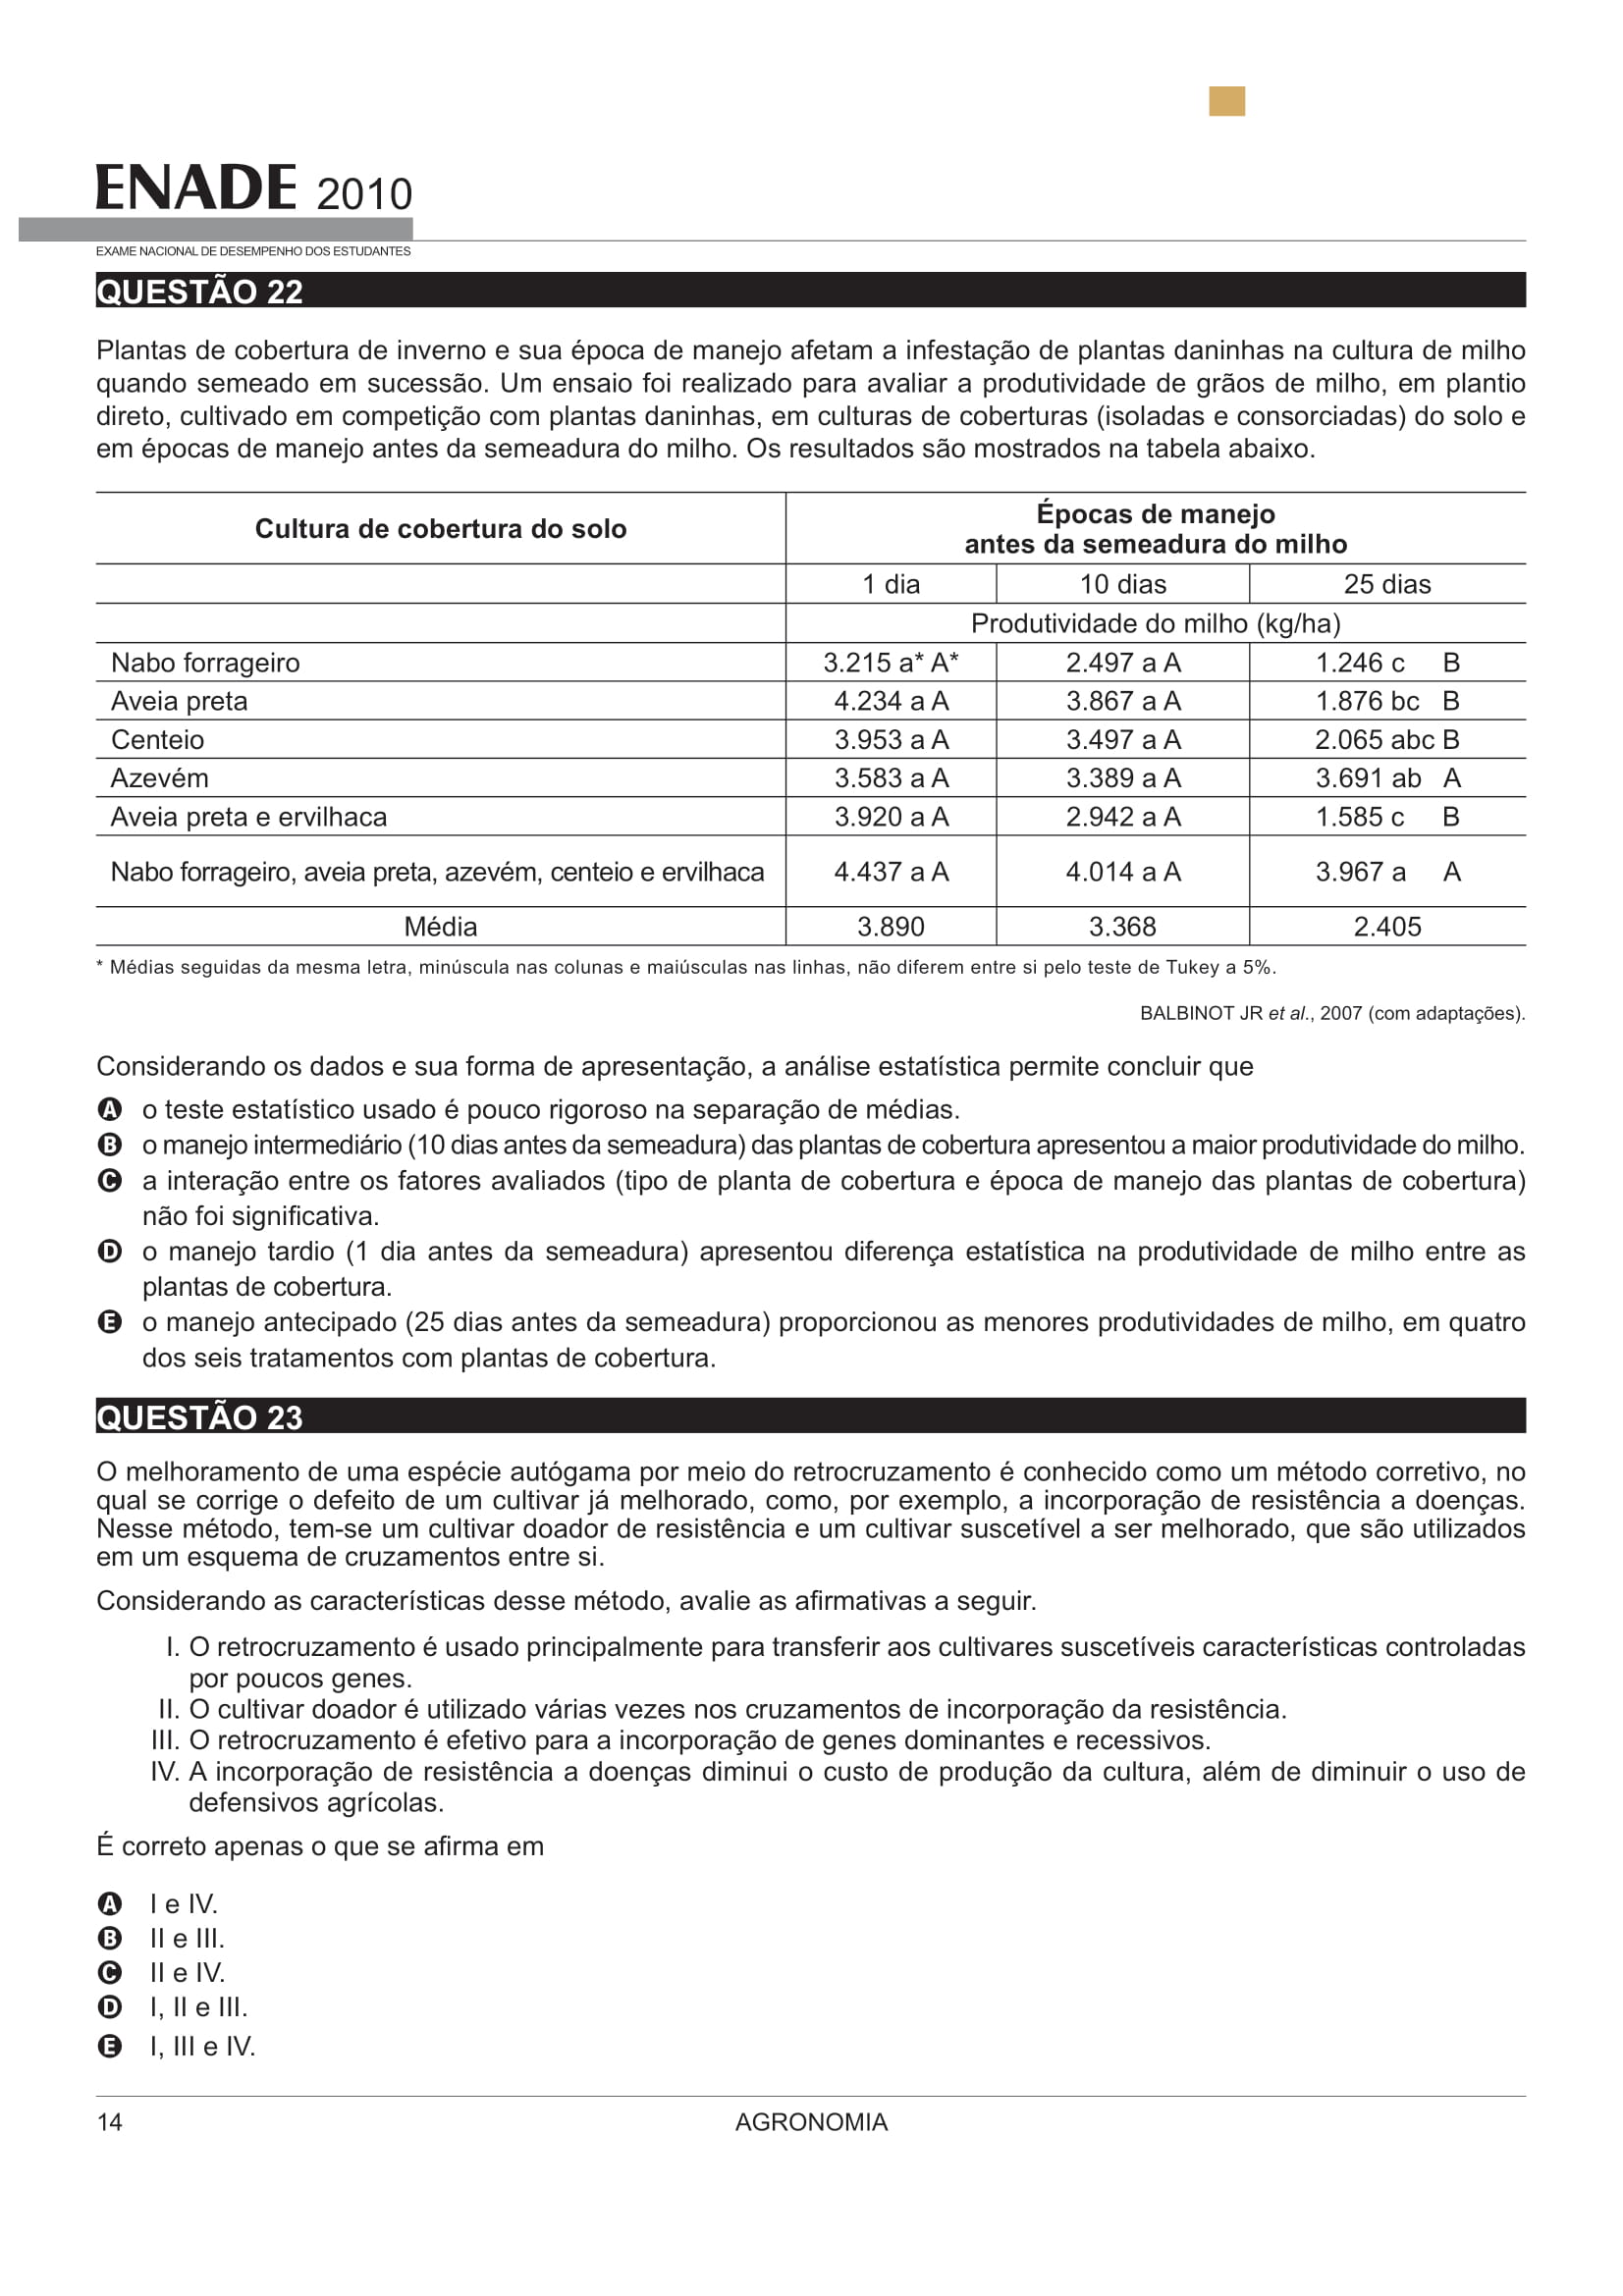 ENADE 2010
EXAME NACIONAL DE DESEMPENHO DOS ESTUDANTES
QUESTÃO 22
Plantas de cobertura de inverno e sua época de manejo afetam a infestação de plantas daninhas na cultura de milho
quando semeado em sucessão. Um ensaio foi realizado para avaliar a produtividade de grãos de milho, em plantio
direto, cultivado em competição com plantas daninhas, em culturas de coberturas (isoladas e consorciadas) do solo e
em épocas de manejo antes da semeadura do milho. Os resultados são mostrados na tabela abaixo.
Cultura de cobertura do solo
Épocas de manejo
antes da semeadura do milho
1 dia 10 dias 25 dias
Produtividade do milho (kg/ha)
Nabo forrageiro 3.215 a* A* 2.497 a A 1.246 c B
Aveia preta 4.234 a A 3.867 a A 1.876 bc B
Centeio 3.953 a A 3.497 a A 2.065 abc B
Azevém 3.583 a A 3.389 a A 3.691 ab A
Aveia preta e ervilhaca 3.920 a A 2.942 a A 1.585 c B
Nabo forrageiro, aveia preta, azevém, centeio e ervilhaca 4.437 a A 4.014 a A 3.967 a A
Média 3.890 3.368 2.405
* Médias seguidas da mesma letra, minúscula nas colunas e maiúsculas nas linhas, não diferem entre si pelo teste de Tukey a 5%.
BALBINOT JR et al., 2007 (com adaptações).
Considerando os dados e sua forma de apresentação, a análise estatística permite concluir que
A o teste estatístico usado é pouco rigoroso na separação de médias.
B o manejo intermediário (10 dias antes da semeadura) das plantas de cobertura apresentou a maior produtividade do milho.
C a interação entre os fatores avaliados (tipo de planta de cobertura e época de manejo das plantas de cobertura)
não foi significativa.
D o manejo tardio (1 dia antes da semeadura) apresentou diferença estatística na produtividade de milho entre as
plantas de cobertura.
E o manejo antecipado (25 dias antes da semeadura) proporcionou as menores produtividades de milho, em quatro
dos seis tratamentos com plantas de cobertura.
QUESTÃO 23
O melhoramento de uma espécie autógama por meio do retrocruzamento é conhecido como um método corretivo, no
qual se corrige o defeito de um cultivar já melhorado, como, por exemplo, a incorporação de resistência a doenças.
Nesse método, tem-se um cultivar doador de resistência e um cultivar suscetível a ser melhorado, que são utilizados
em um esquema de cruzamentos entre si.
Considerando as características desse método, avalie as afirmativas a seguir.
I. O retrocruzamento é usado principalmente para transferir aos cultivares suscetíveis características controladas
por poucos genes.
II. O cultivar doador é utilizado várias vezes nos cruzamentos de incorporação da resistência.
III. O retrocruzamento é efetivo para a incorporação de genes dominantes e recessivos.
IV. A incorporação de resistência a doenças diminui o custo de produção da cultura, além de diminuir o uso de
defensivos agrícolas.
É correto apenas o que se afirma em
A I e IV.
B II e III.
C II e IV.
D I, II e III.
E I, III e IV.
14
AGRONOMIA